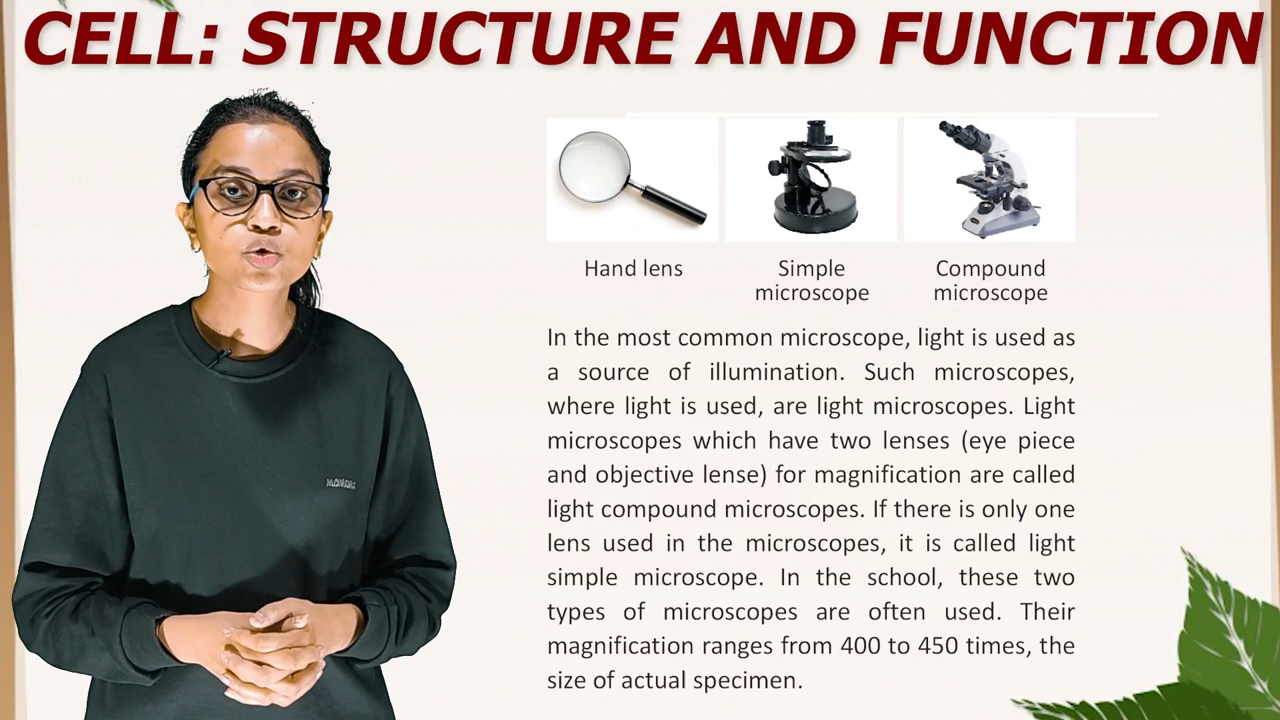 CELL: STRUCTURE AND FUNCTION
Hand lens
Simple
microscope
Compound
microscope
In the most common microscope, light is used as
a source of illumination. Such microscopes,
where light is used, are light microscopes. Light
microscopes which have two lenses (eye piece
and objective lense) for magnification are called
light compound microscopes. If there is only one
lens used in the microscopes, it is called light
simple microscope. In the school, these two
types of microscopes are often used. Their
magnification ranges from 400 to 450 times, the
size of actual specimen.